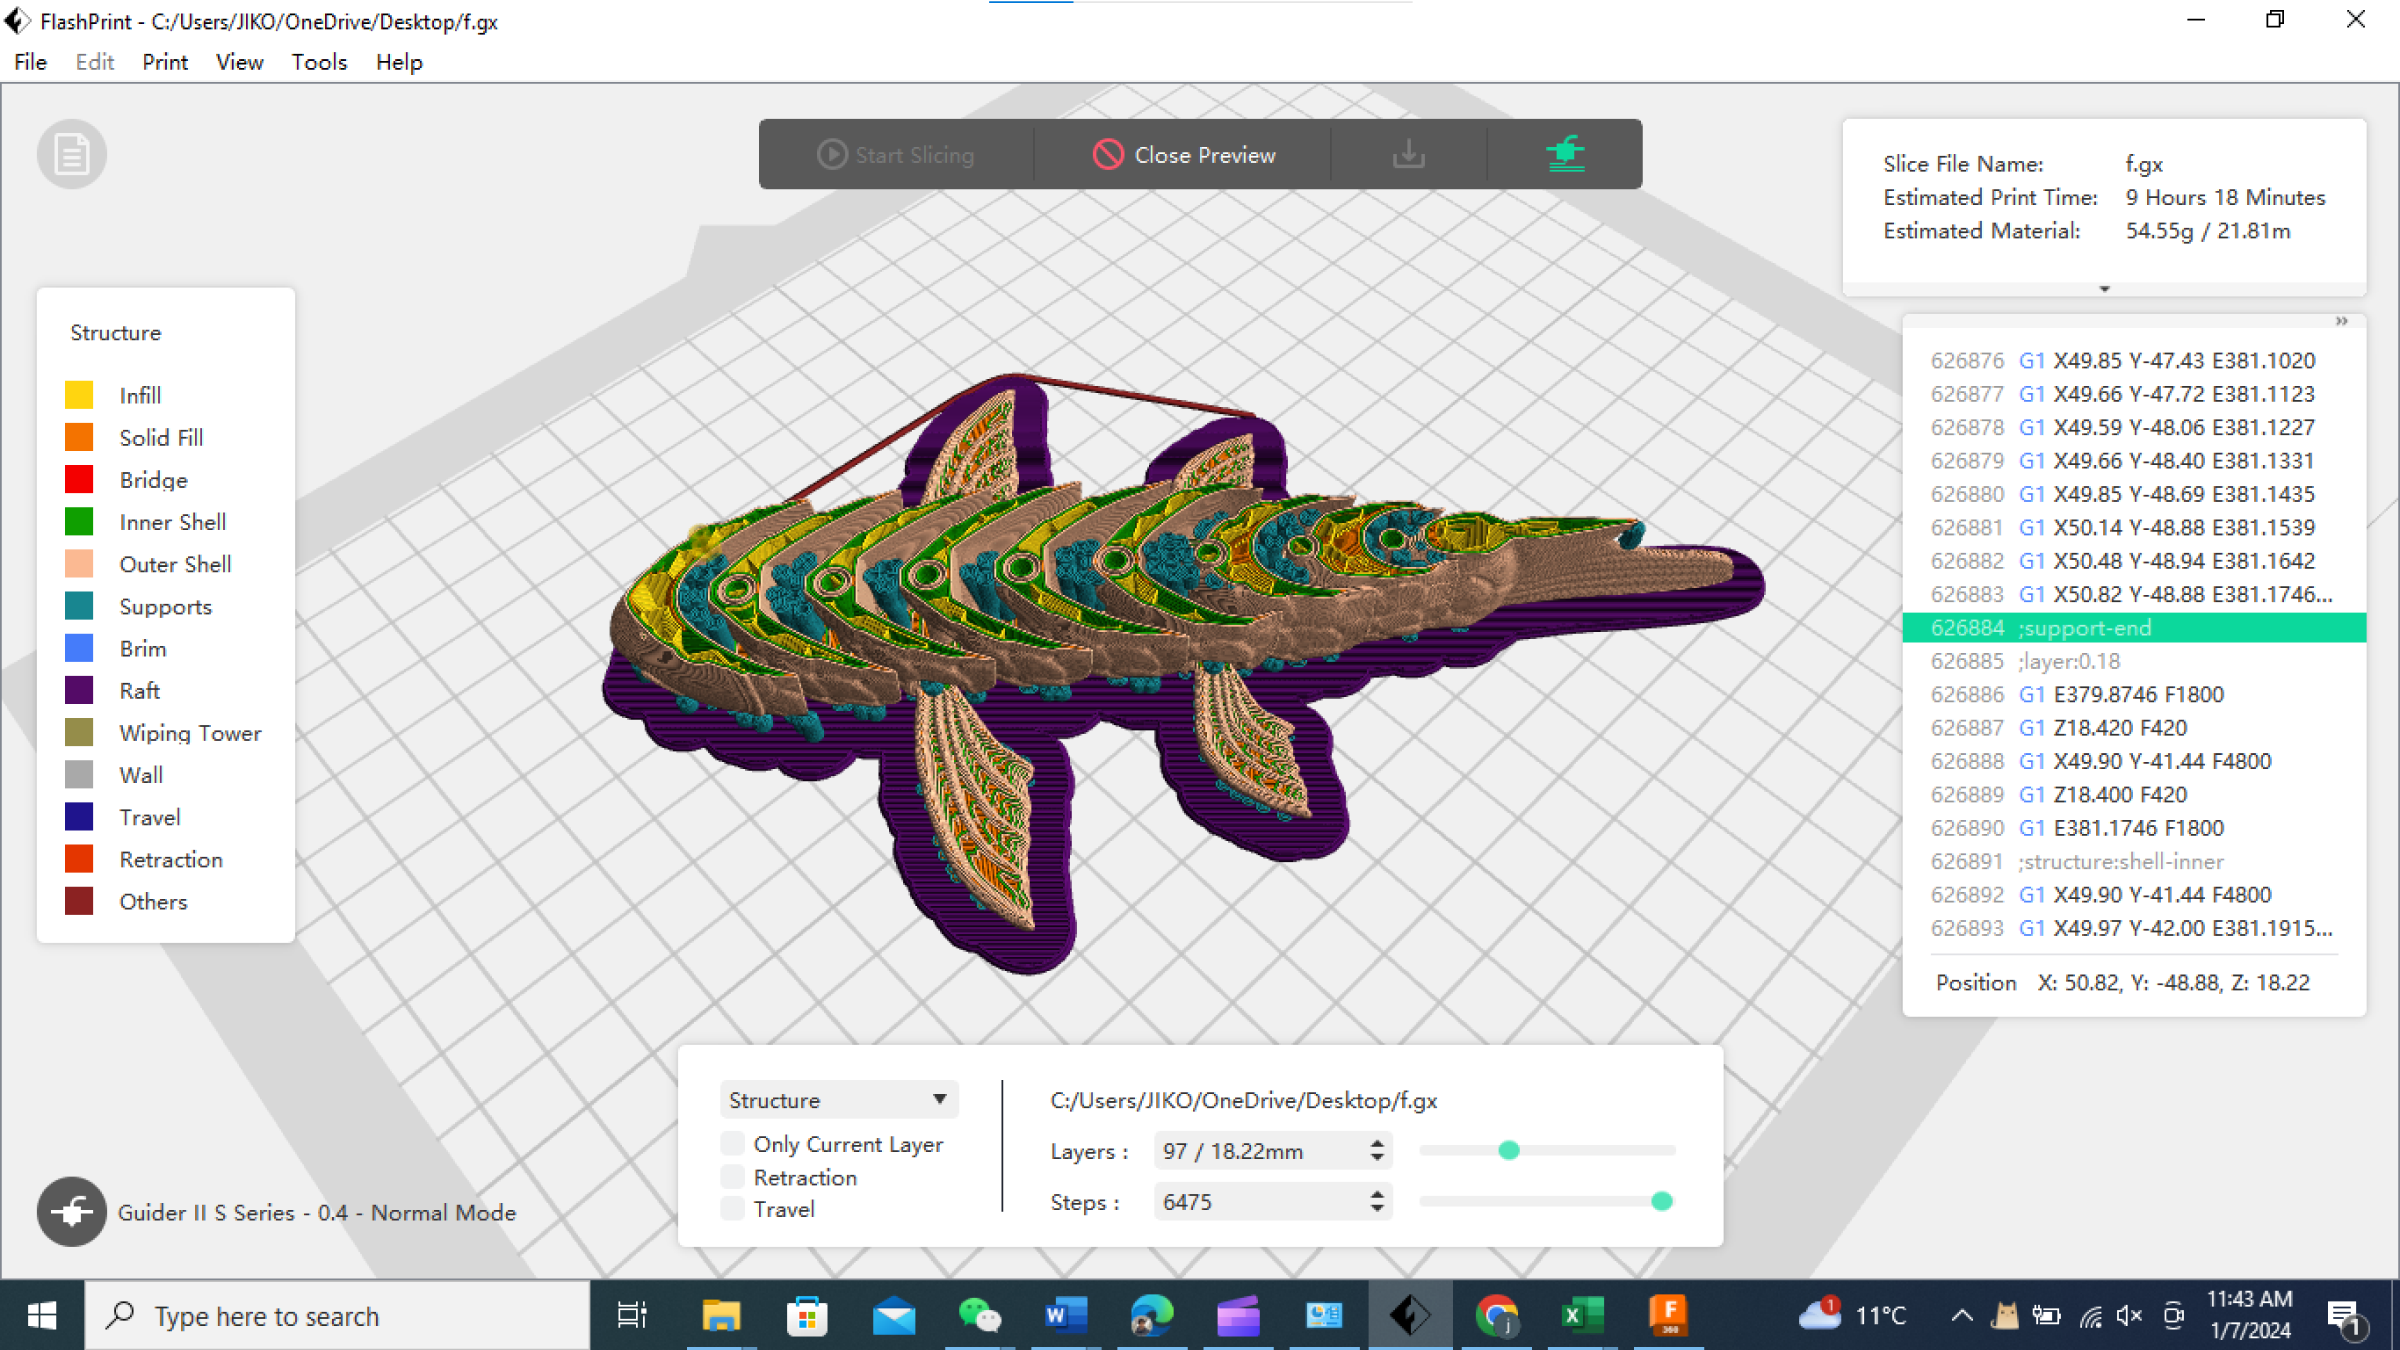 FlashPrint - C:/Users/JIKO/OneDrive/Desktop/f.gx
File Edit Print View Tools Help
Start Slicing
Close Preview
Slice File Name: f.gx
Estimated Print Time: 9 Hours 18 Minutes
Estimated Material: 54.55g / 21.81m
Structure
Infill
Solid Fill
Bridge
Inner Shell
Outer Shell
Supports
Brim
Raft
Wiping Tower
Wall
Travel
Retraction
Others
626876 G1 X49.85 Y-47.43 E381.1020
626877 G1 X49.66 Y-47.72 E381.1123
626878 G1 X49.59 Y-48.06 E381.1227
626879 G1 X49.66 Y-48.40 E381.1331
626880 G1 X49.85 Y-48.69 E381.1435
626881 G1 X50.14 Y-48.88 E381.1539
626882 G1 X50.48 Y-48.94 E381.1642
626883 G1 X50.82 Y-48.88 E381.1746...
626884 ;support-end
626885 ;layer:0.18
626886 G1 E379.8746 F1800
626887 G1 Z18.420 F420
626888 G1 X49.90 Y-41.44 F4800
626889 G1 Z18.400 F420
626890 G1 E381.1746 F1800
626891 ;structure:shell-inner
626892 G1 X49.90 Y-41.44 F4800
626893 G1 X49.97 Y-42.00 E381.1915...
Position X: 50.82, Y: -48.88, Z: 18.22
Structure
Only Current Layer
Retraction
Travel
C:/Users/JIKO/OneDrive/Desktop/f.gx
Layers : 97 / 18.22mm
Steps : 6475
Guider II S Series - 0.4 - Normal Mode
Type here to search
W
j
X
F
360
1
11°C
11:43 AM
1/7/2024
1